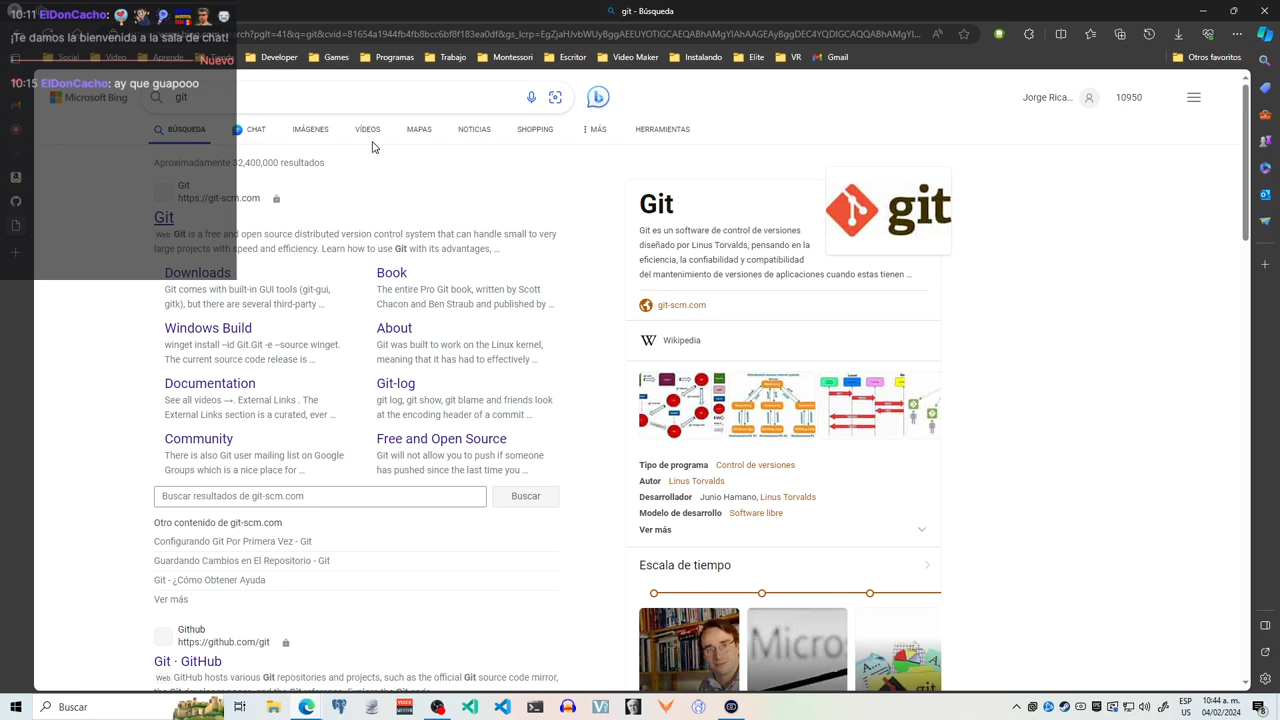 10:11 ElDonCacho:
¡Te damos la bienvenida a la sala de chat!
Nuevo
10:15 ElDonCacho: ay que guapooo
git - Búsqueda
Developer
Games
Programas
Trabajo
Montessori
Escritor
Video Maker
Instalando
Elite
VPS
Gmail
Otros favoritos
Microsoft Bing
git
Jorge Rica...
10950
BÚSQUEDA
CHAT
IMÁGENES
VÍDEOS
MAPAS
NOTICIAS
SHOPPING
MÁS
HERRAMIENTAS
Aproximadamente 32,400,000 resultados
Git
https://git-scm.com
Git
Web Git is a free and open source distributed version control system that can handle small to very
large projects with speed and efficiency. Learn how to use Git with its advantages, …
Downloads
Git comes with built-in GUI tools (git-gui,
gitk), but there are several third-party …
Book
The entire Pro Git book, written by Scott
Chacon and Ben Straub and published by …
Windows Build
winget install –id Git.Git -e –source winget.
The current source code release is …
About
Git was built to work on the Linux kernel,
meaning that it has had to effectively …
Documentation
See all videos →. External Links . The
External Links section is a curated, ever …
Git-log
git log, git show, git blame and friends look
at the encoding header of a commit …
Community
There is also Git user mailing list on Google
Groups which is a nice place for …
Free and Open Source
Git will not allow you to push if someone
has pushed since the last time you …
Buscar resultados de git-scm.com
Buscar
Otro contenido de git-scm.com
Configurando Git Por Primera Vez - Git
Guardando Cambios en El Repositorio - Git
Git - ¿Cómo Obtener Ayuda
Ver más
Github
https://github.com/git
Git · GitHub
Web GitHub hosts various Git repositories and projects, such as the official Git source code mirror,
Git
git
Git es un software de control de versiones
diseñado por Linus Torvalds, pensando en la
eficiencia, la confiabilidad y compatibilidad
del mantenimiento de versiones de aplicaciones cuando estas tienen …
git-scm.com
Wikipedia
Tipo de programa Control de versiones
Autor Linus Torvalds
Desarrollador Junio Hamano, Linus Torvalds
Modelo de desarrollo Software libre
Ver más
Escala de tiempo
Micro
git
Buscar
ESP
US
10:44 a. m.
04/04/2024